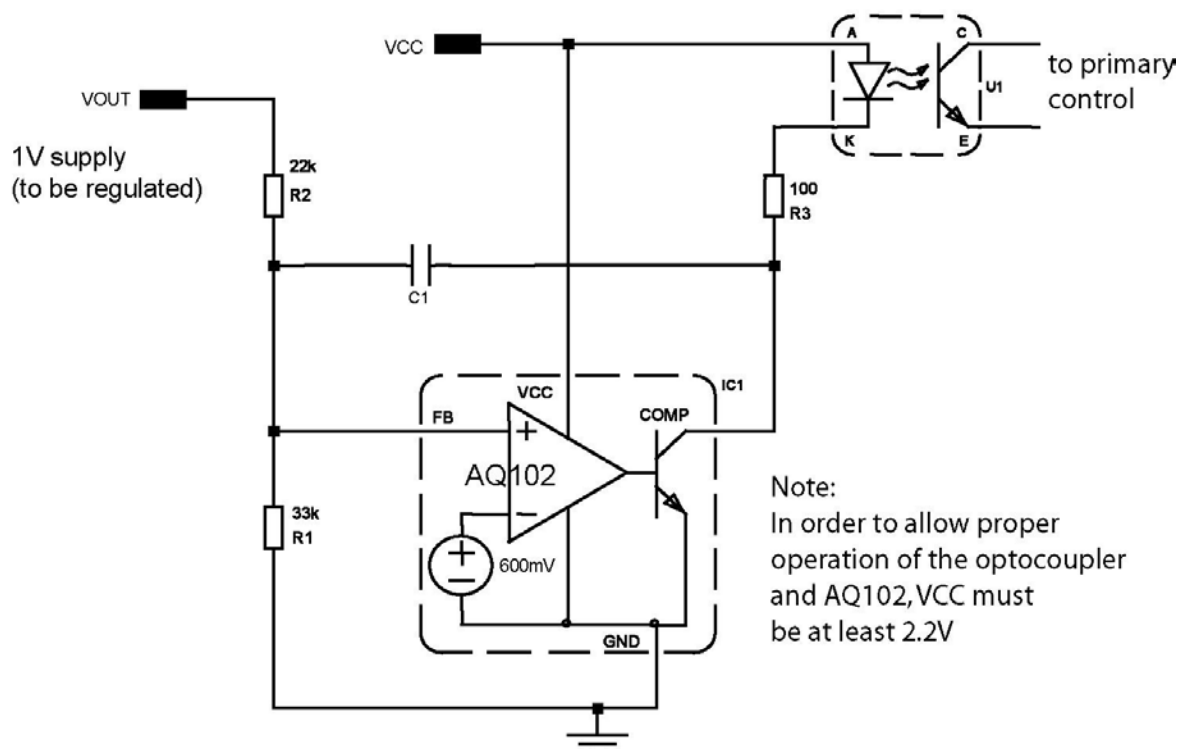 VCC
A
C
to primary
control
U1
VOUT
K
E
1V supply
(to be regulated)
22k
R2
100
R3
C1
VCC
IC1
FB
COMP
+
AQ102
33k
R1
−
+
−
600mV
GND
Note:
In order to allow proper
operation of the optocoupler
and AQ102, VCC must
be at least 2.2V